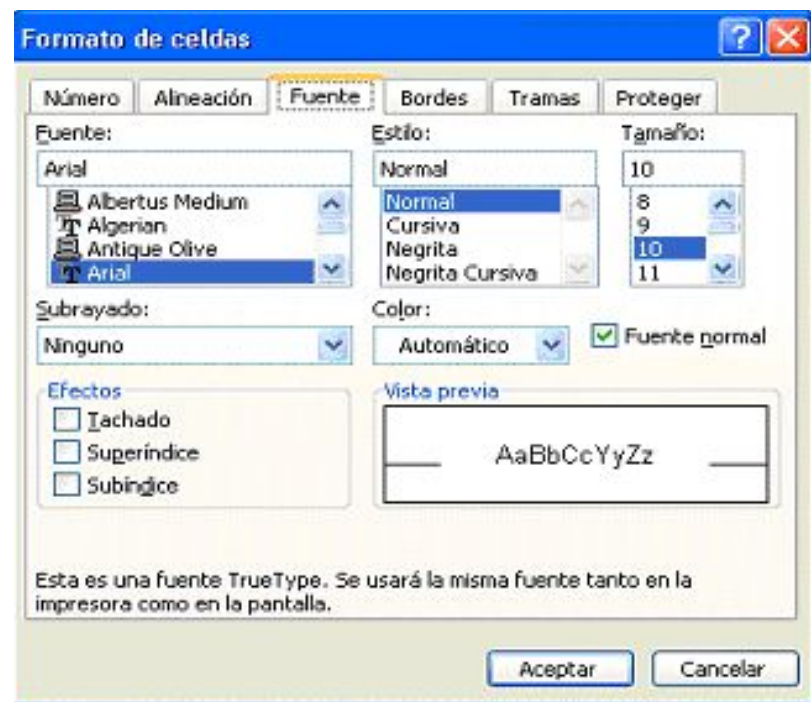 Formato de celdas
Número Alineación Fuente Bordes Tramas Proteger
Fuente: Estilo: Tamaño:
Arial Normal 10
Albertus Medium Normal 8
Algerian Cursiva 9
Antique Olive Negrita 10
Arial Negrita Cursiva 11
Subrayado: Color:
Ninguno Automático Fuente normal
Efectos Vista previa
Tachado
Superíndice AaBbCcYyZz
Subíndice
Esta es una fuente TrueType. Se usará la misma fuente tanto en la
impresora como en la pantalla.
Aceptar Cancelar